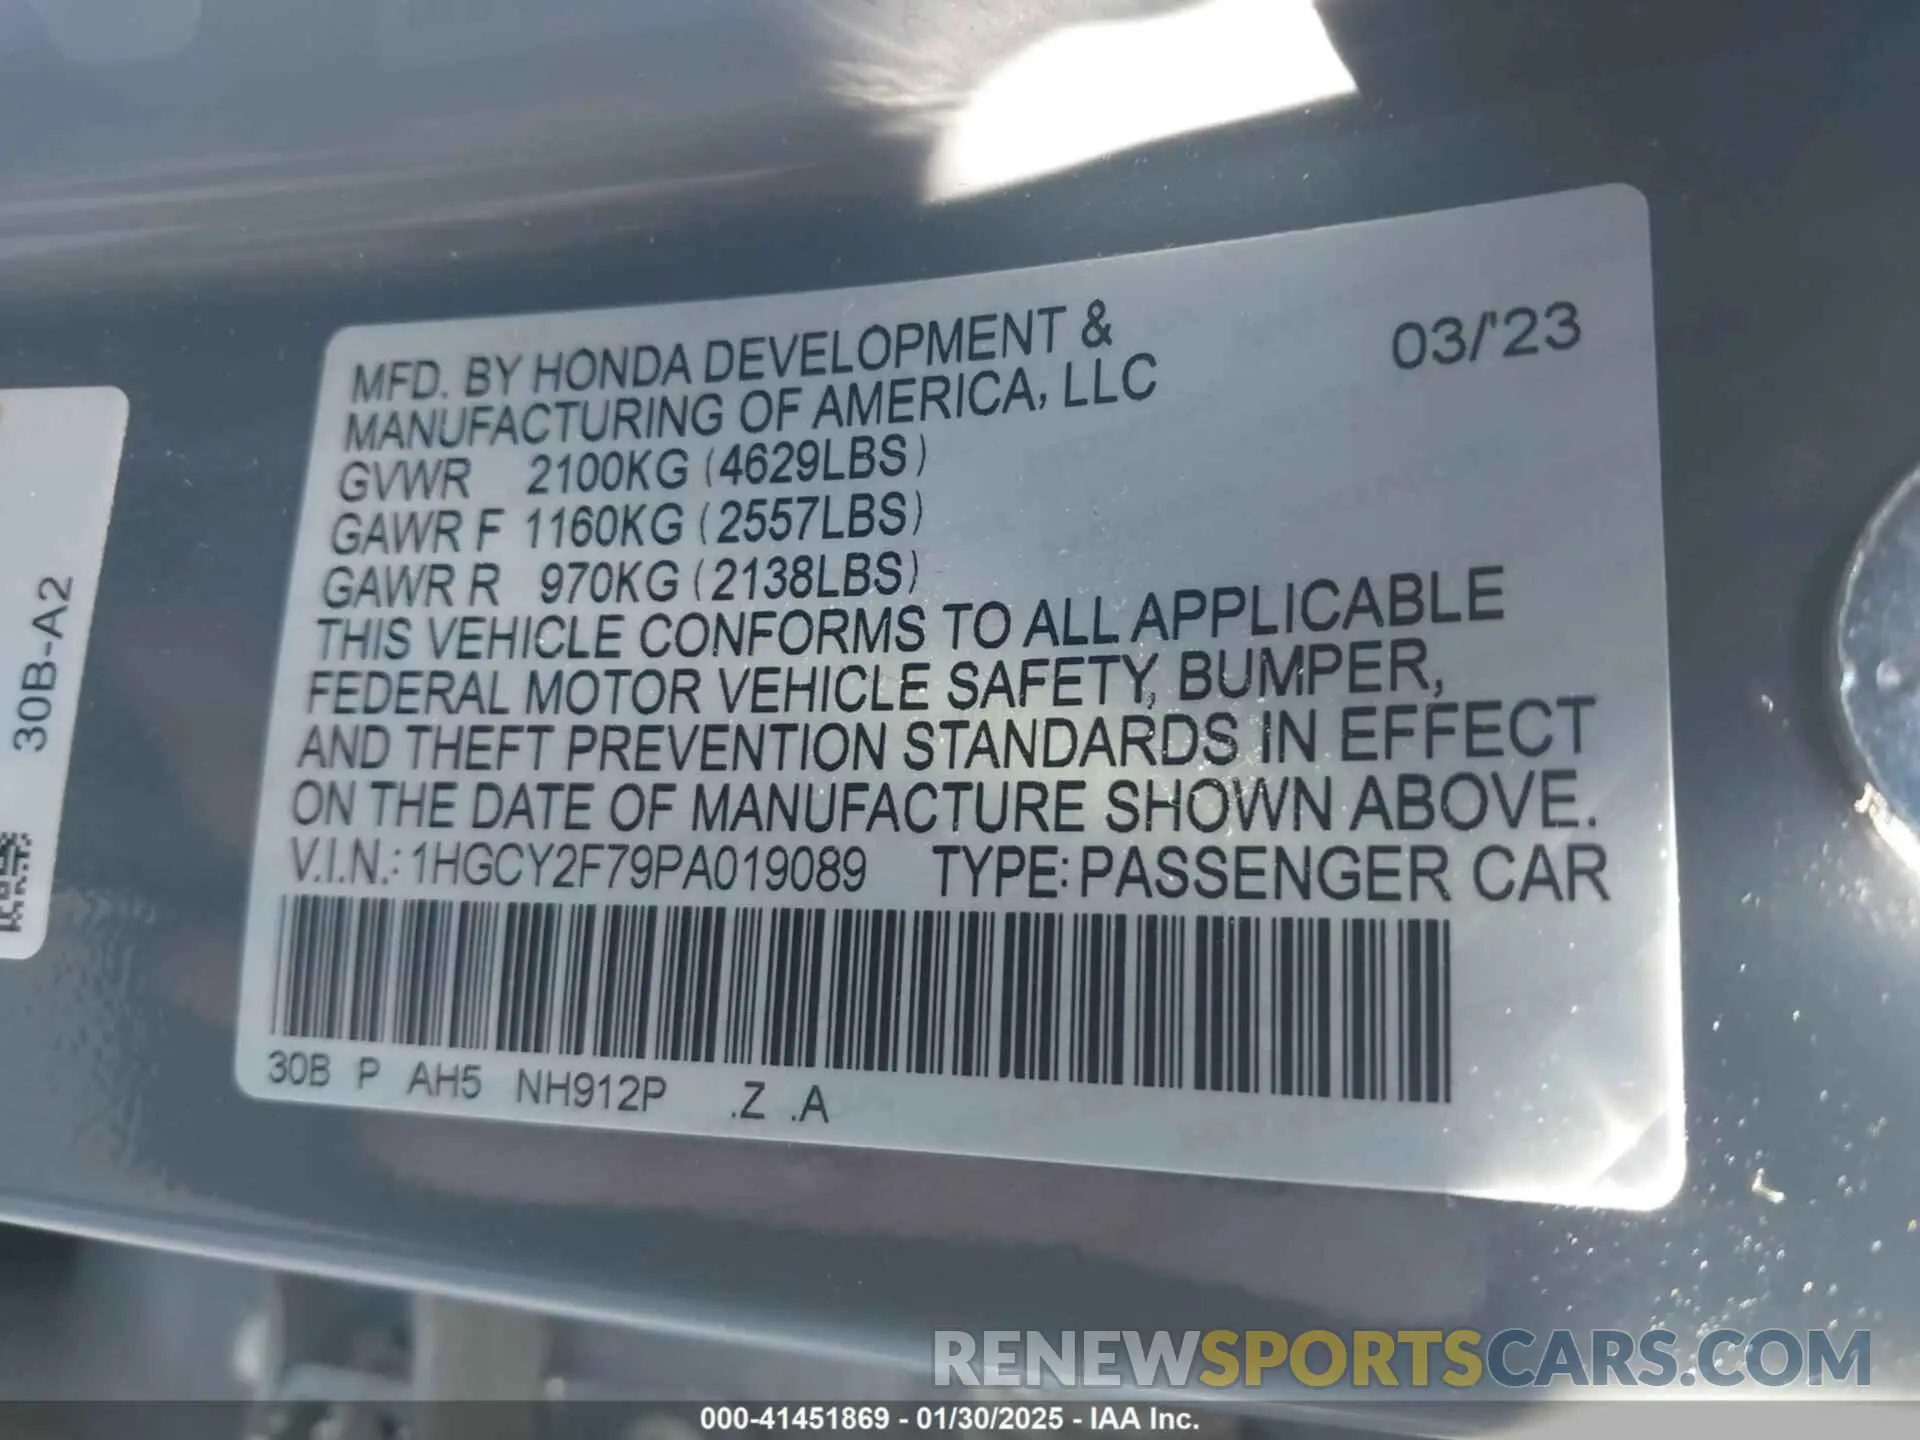 MFD. BY HONDA DEVELOPMENT &
MANUFACTURING OF AMERICA, LLC
03/'23
GVWR 2100KG (4629LBS)
GAWR F 1160KG (2557LBS)
GAWR R 970KG (2138LBS)
THIS VEHICLE CONFORMS TO ALL APPLICABLE
FEDERAL MOTOR VEHICLE SAFETY, BUMPER,
AND THEFT PREVENTION STANDARDS IN EFFECT
ON THE DATE OF MANUFACTURE SHOWN ABOVE.
V.I.N.: 1HGCY2F79PA019089 TYPE: PASSENGER CAR
30B P AH5 NH912P .Z .A
30B-A2
RENEWSPORTSCARS.COM
000-41451869 - 01/30/2025 - IAA Inc.